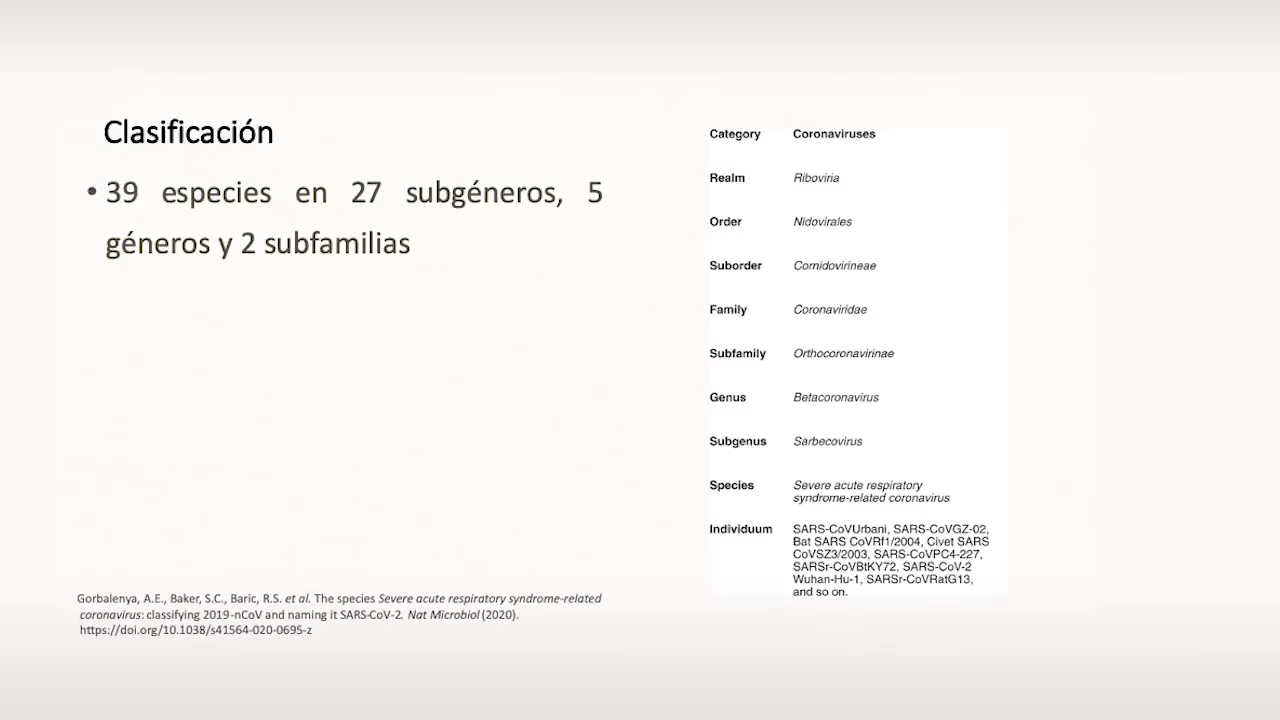 Clasificación
• 39 especies en 27 subgéneros, 5
géneros y 2 subfamilias
Category Coronaviruses
Realm Riboviria
Order Nidovirales
Suborder Cornidovirineae
Family Coronaviridae
Subfamily Orthocoronavirinae
Genus Betacoronavirus
Subgenus Sarbecovirus
Species Severe acute respiratory
syndrome-related coronavirus
Individuum SARS-CoVUrbani, SARS-CoVGZ-02,
Bat SARS CoVRf1/2004, Civet SARS
CoVSZ3/2003, SARS-CoVPC4-227,
SARSr-CoVBtKY72, SARS-CoV-2
Wuhan-Hu-1, SARSr-CoVRatG13,
and so on.
Gorbalenya, A.E., Baker, S.C., Baric, R.S. et al. The species Severe acute respiratory syndrome-related
coronavirus: classifying 2019-nCoV and naming it SARS-CoV-2. Nat Microbiol (2020).
https://doi.org/10.1038/s41564-020-0695-z